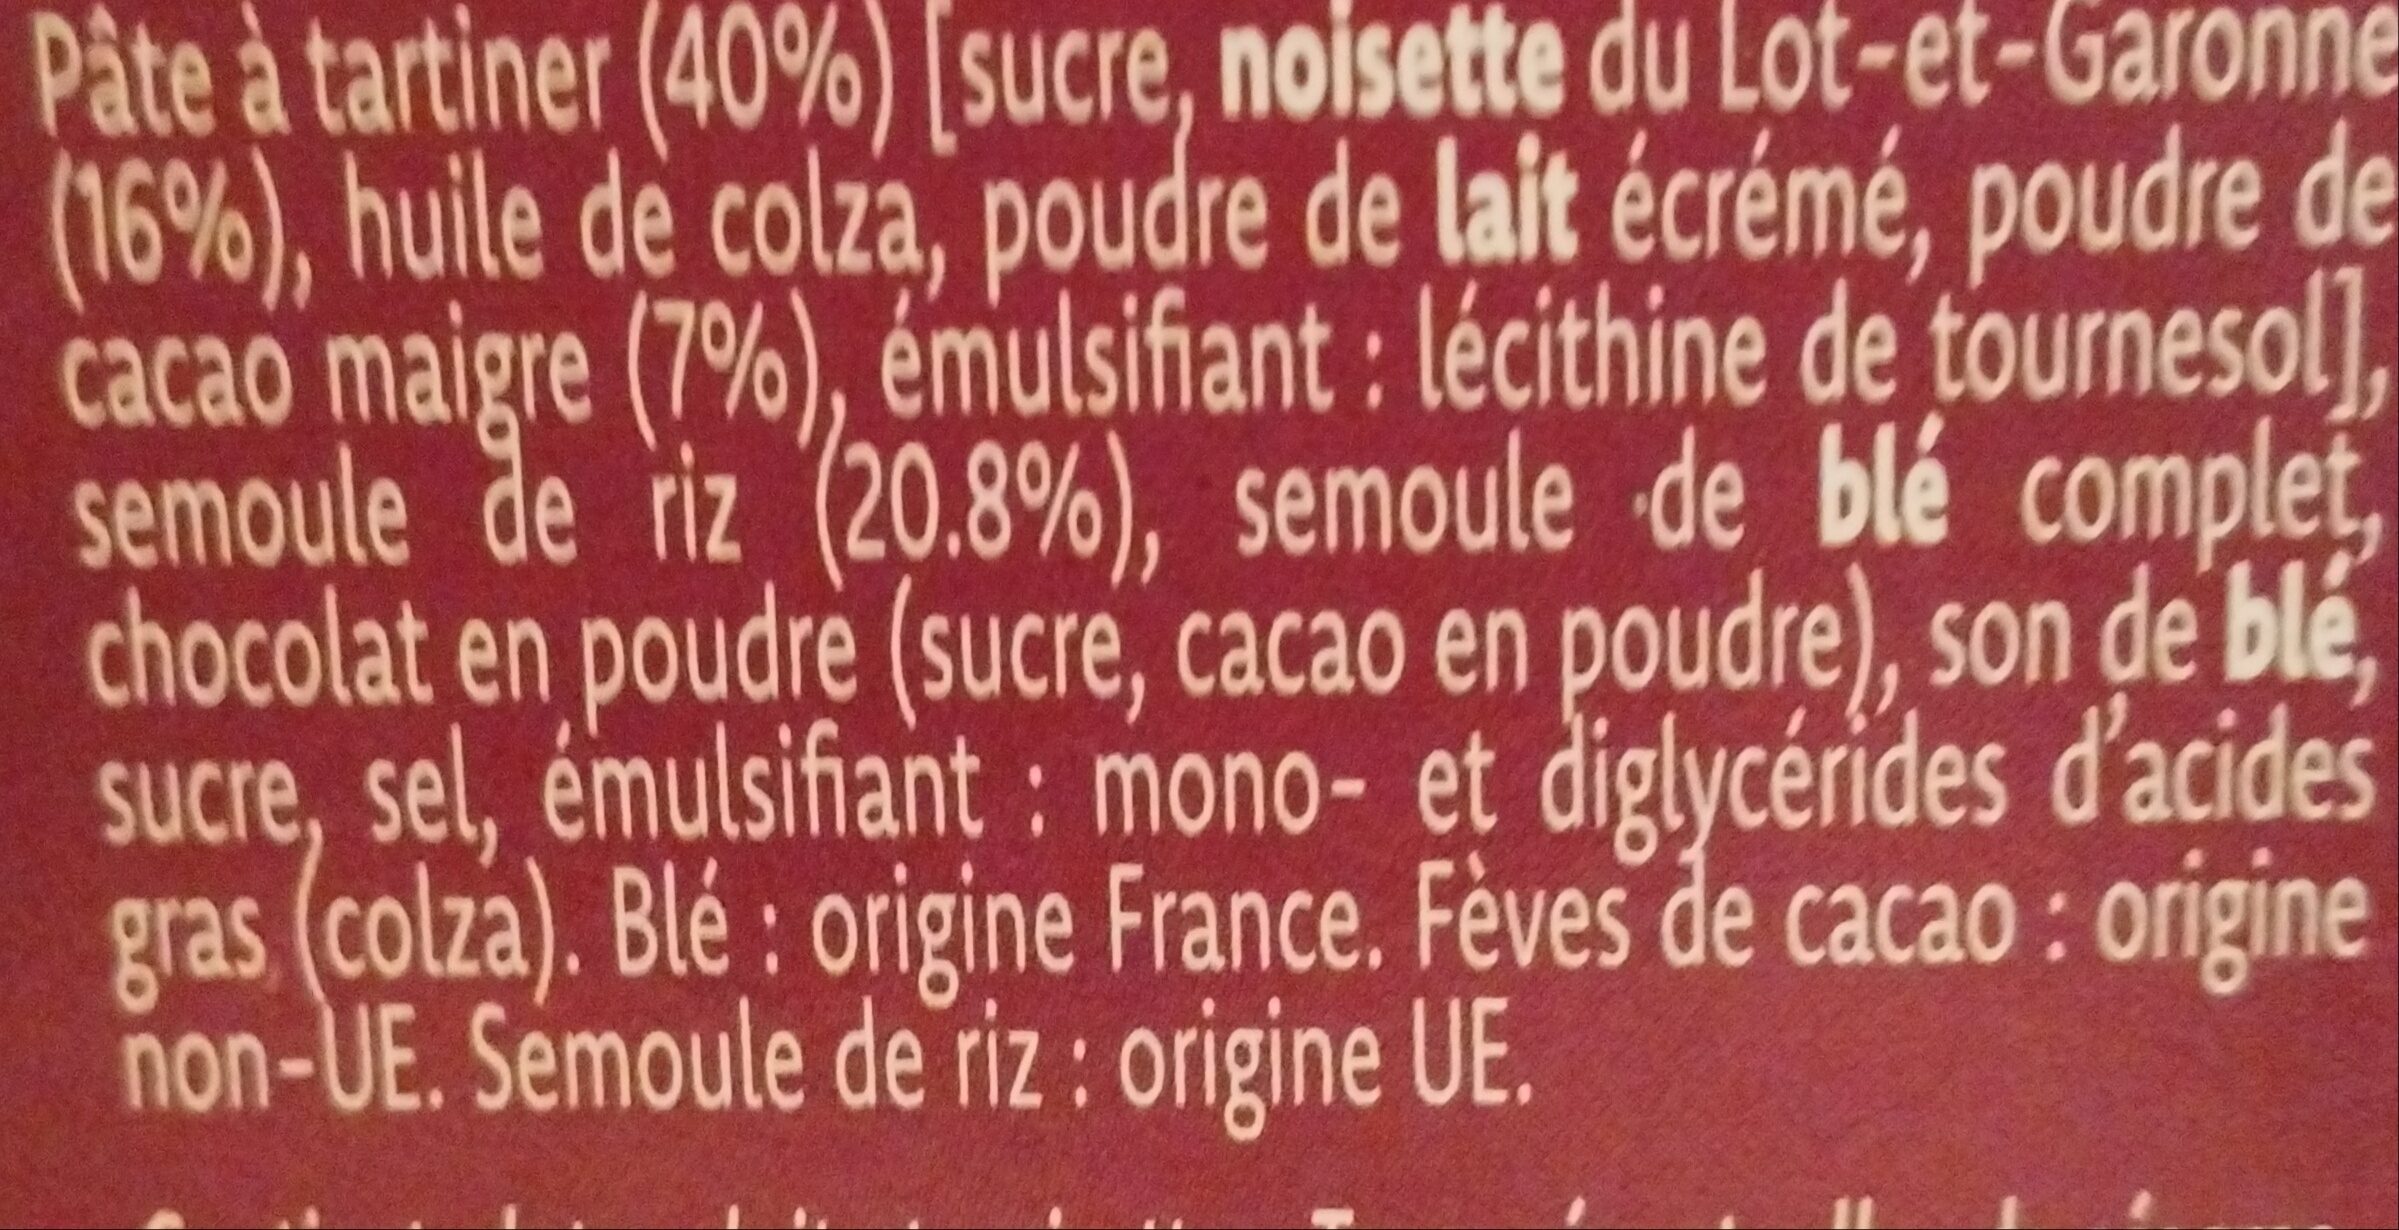 Pâte à tartiner (40%) [sucre, noisette du Lot-et-Garonne
(16%), huile de colza, poudre de lait écrémé, poudre de
cacao maigre (7%), émulsifiant : lécithine de tournesol],
semoule de riz (20.8%), semoule de blé complet,
chocolat en poudre (sucre, cacao en poudre), son de blé,
sucre, sel, émulsifiant : mono- et diglycérides d'acides
gras (colza). Blé : origine France. Fèves de cacao : origine
non-UE. Semoule de riz : origine UE.